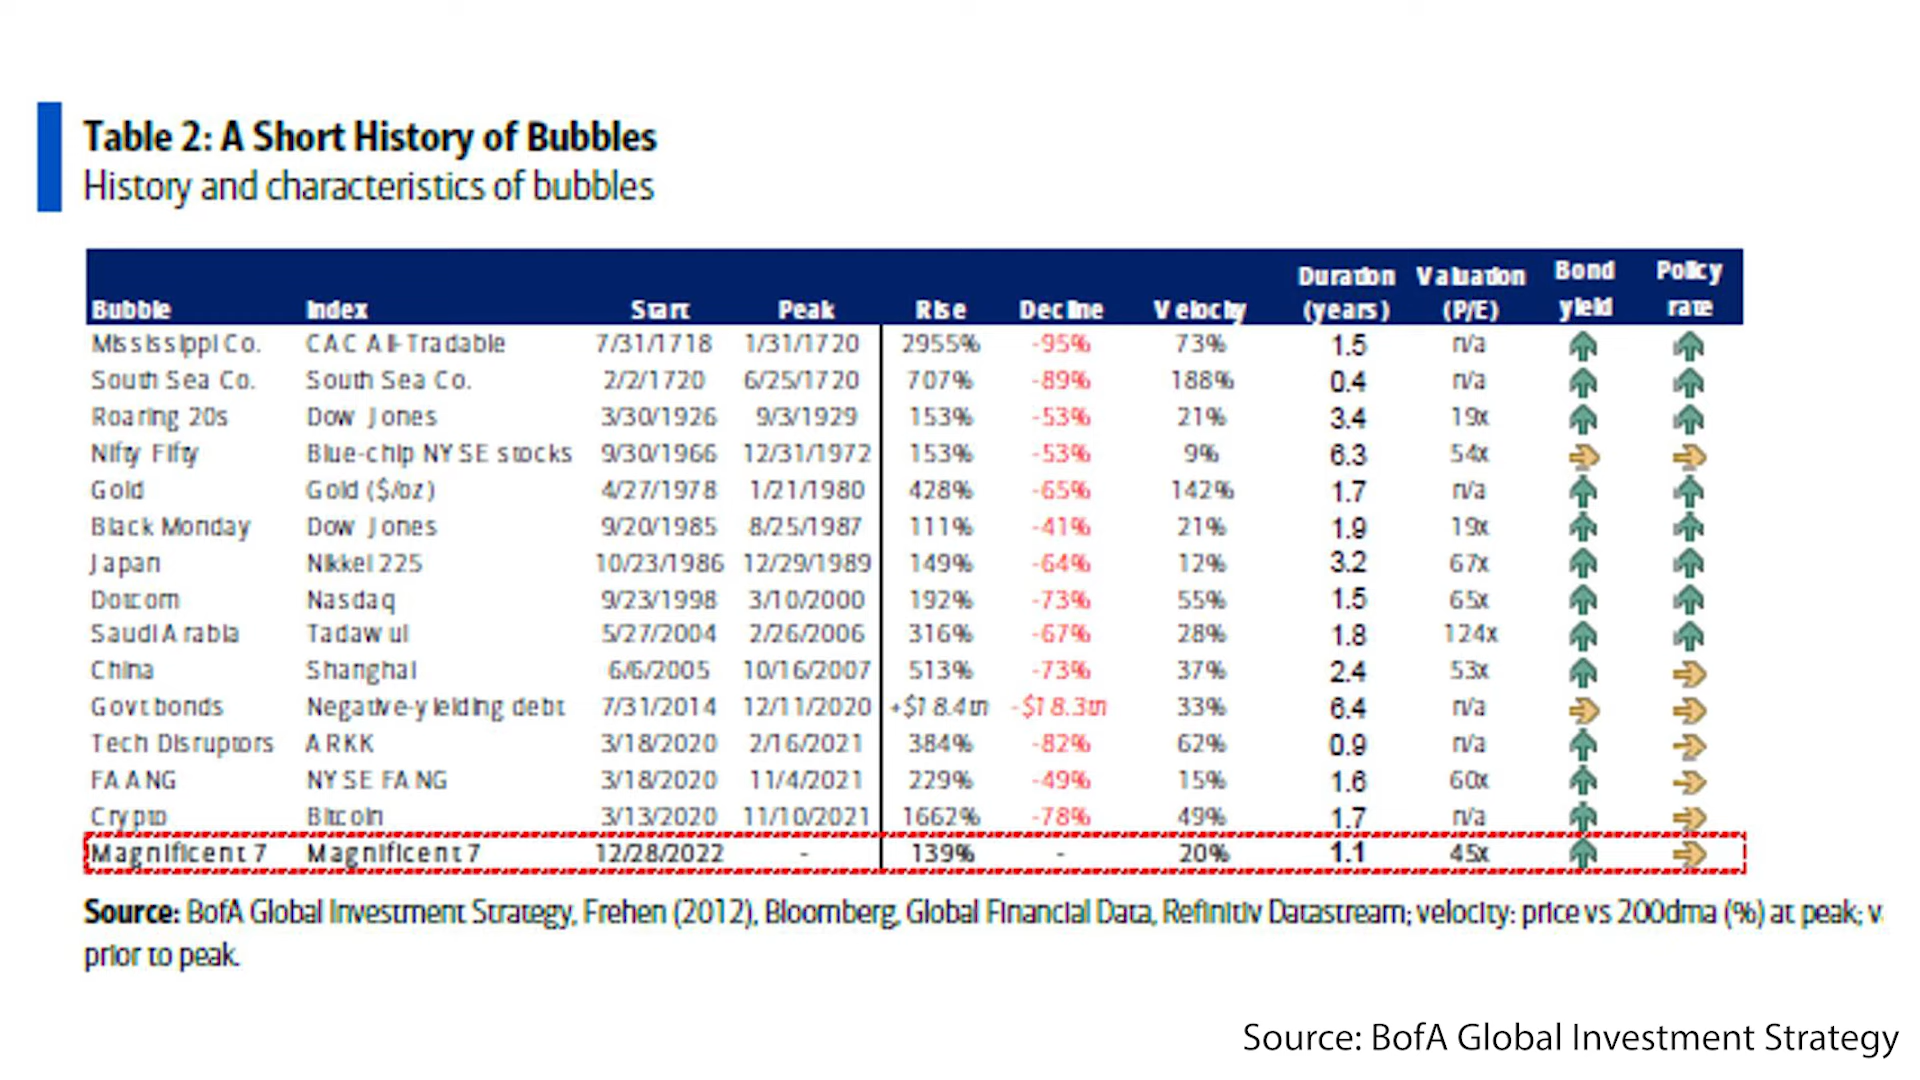 Table 2: A Short History of Bubbles
History and characteristics of bubbles
Bubble Index Start Peak Rise Decline Velocity Duration (years) Valuation (P/E) Bond yield Policy rate
Mississippi Co. CAC All-Tradable 7/31/1718 1/31/1720 2955% -95% 73% 1.5 n/a
South Sea Co. South Sea Co. 2/2/1720 6/25/1720 707% -89% 188% 0.4 n/a
Roaring 20s Dow Jones 3/30/1926 9/3/1929 153% -53% 21% 3.4 19x
Nifty Fifty Blue-chip NYSE stocks 9/30/1966 12/31/1972 153% -53% 9% 6.3 54x
Gold Gold ($/oz) 4/27/1978 1/21/1980 428% -65% 142% 1.7 n/a
Black Monday Dow Jones 9/20/1985 8/25/1987 111% -41% 21% 1.9 19x
Japan Nikkei 225 10/23/1986 12/29/1989 149% -64% 12% 3.2 67x
Dotcom Nasdaq 9/23/1998 3/10/2000 192% -73% 55% 1.5 65x
Saudi Arabia Tadawul 5/27/2004 2/26/2006 316% -67% 28% 1.8 124x
China Shanghai 6/6/2005 10/16/2007 513% -73% 37% 2.4 53x
Govt bonds Negative-yielding debt 7/31/2014 12/11/2020 +$18.4tn -$18.3tn 33% 6.4 n/a
Tech Disruptors ARKK 3/18/2020 2/16/2021 384% -82% 62% 0.9 n/a
FAANG NYSE FANG 3/18/2020 11/4/2021 229% -49% 15% 1.6 60x
Crypto Bitcoin 3/13/2020 11/10/2021 1662% -78% 49% 1.7 n/a
Magnificent 7 Magnificent 7 12/28/2022 - 139% - 20% 1.1 45x
Source: BofA Global Investment Strategy, Frehen (2012), Bloomberg, Global Financial Data, Refinitiv Datastream; velocity: price vs 200dma (%) at peak; v
prior to peak.
Source: BofA Global Investment Strategy